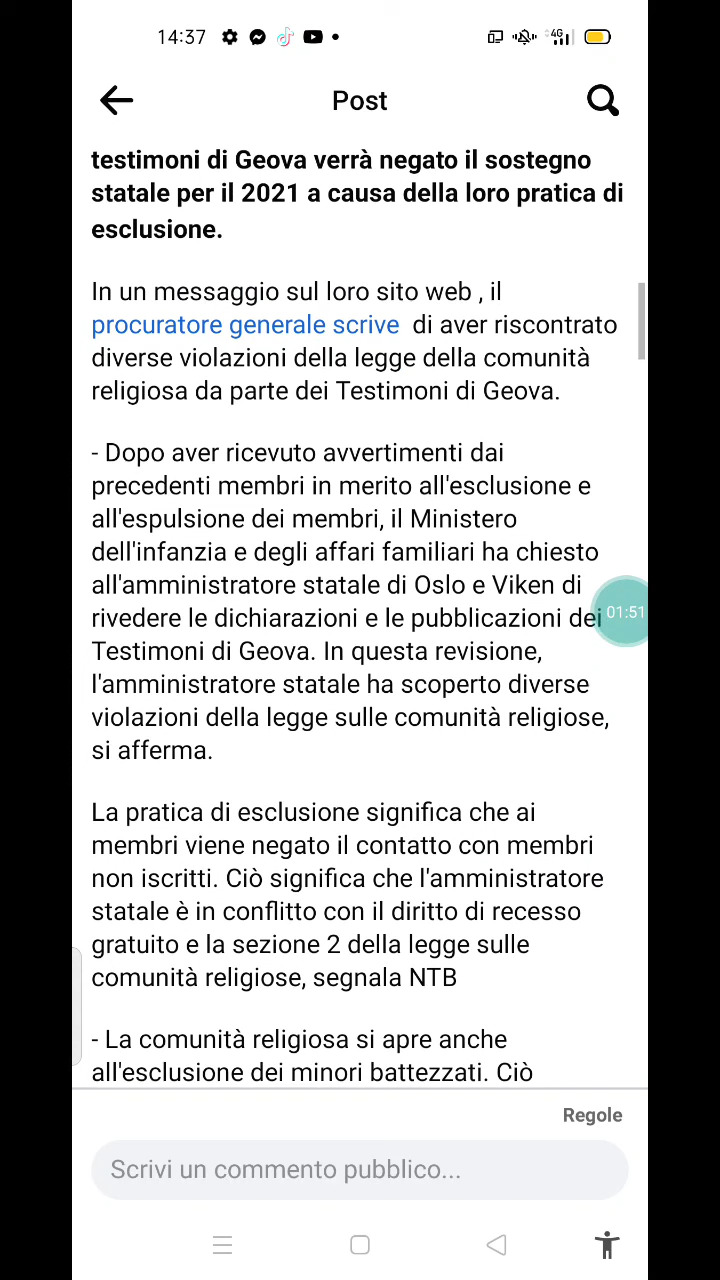 14:37
4G
Post
testimoni di Geova verrà negato il sostegno
statale per il 2021 a causa della loro pratica di
esclusione.
In un messaggio sul loro sito web , il
procuratore generale scrive di aver riscontrato
diverse violazioni della legge della comunità
religiosa da parte dei Testimoni di Geova.
- Dopo aver ricevuto avvertimenti dai
precedenti membri in merito all'esclusione e
all'espulsione dei membri, il Ministero
dell'infanzia e degli affari familiari ha chiesto
all'amministratore statale di Oslo e Viken di
rivedere le dichiarazioni e le pubblicazioni dei
01:51
Testimoni di Geova. In questa revisione,
l'amministratore statale ha scoperto diverse
violazioni della legge sulle comunità religiose,
si afferma.
La pratica di esclusione significa che ai
membri viene negato il contatto con membri
non iscritti. Ciò significa che l'amministratore
statale è in conflitto con il diritto di recesso
gratuito e la sezione 2 della legge sulle
comunità religiose, segnala NTB
- La comunità religiosa si apre anche
all'esclusione dei minori battezzati. Ciò
Regole
Scrivi un commento pubblico...